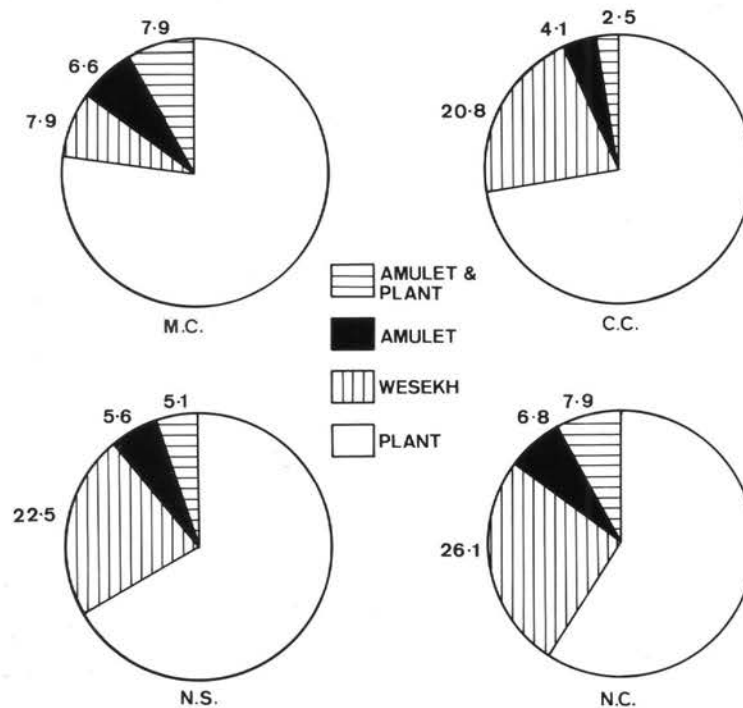 7·9
6·6
7·9
M.C.
2·5
4·1
20·8
C.C.
AMULET &
PLANT
AMULET
WESEKH
PLANT
5·1
5·6
22·5
N.S.
7·9
6·8
26·1
N.C.